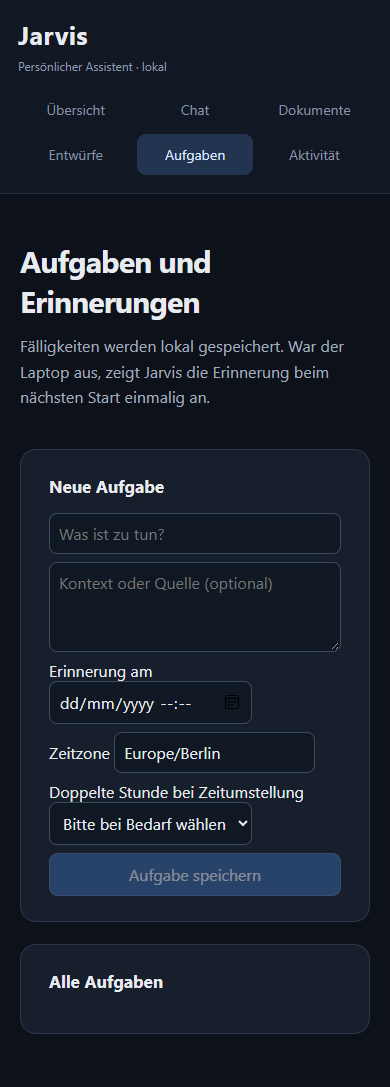 Jarvis
Persönlicher Assistent · lokal
Übersicht
Chat
Dokumente
Entwürfe
Aufgaben
Aktivität
Aufgaben und
Erinnerungen
Fälligkeiten werden lokal gespeichert. War der
Laptop aus, zeigt Jarvis die Erinnerung beim
nächsten Start einmalig an.
Neue Aufgabe
Was ist zu tun?
Kontext oder Quelle (optional)
Erinnerung am
dd/mm/yyyy --:--
Zeitzone Europe/Berlin
Doppelte Stunde bei Zeitumstellung
Bitte bei Bedarf wählen
Aufgabe speichern
Alle Aufgaben